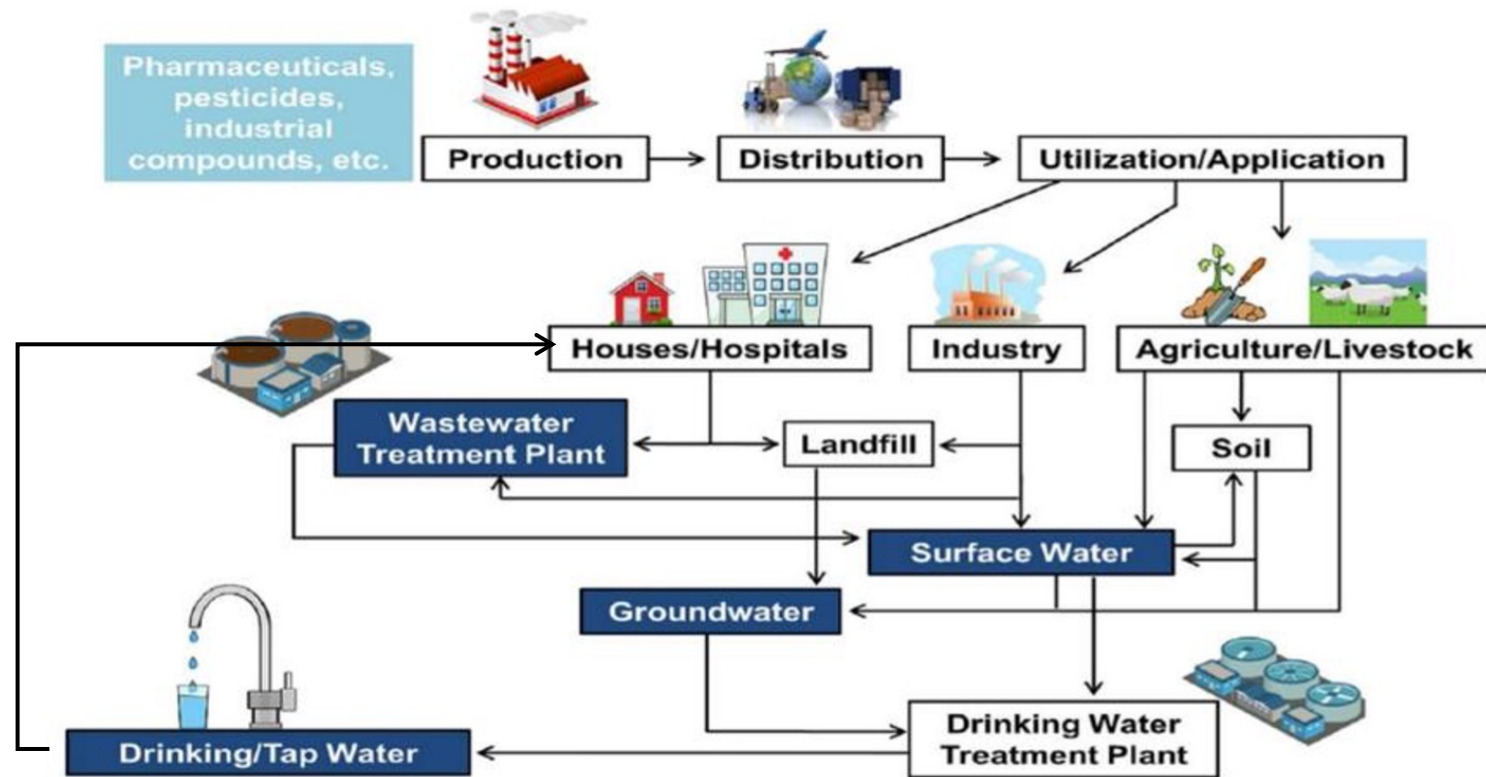 Pharmaceuticals,
pesticides,
industrial
compounds, etc.
Production
Distribution
Utilization/Application
Houses/Hospitals
Industry
Agriculture/Livestock
Wastewater
Treatment Plant
Landfill
Soil
Surface Water
Groundwater
Drinking Water
Treatment Plant
Drinking/Tap Water